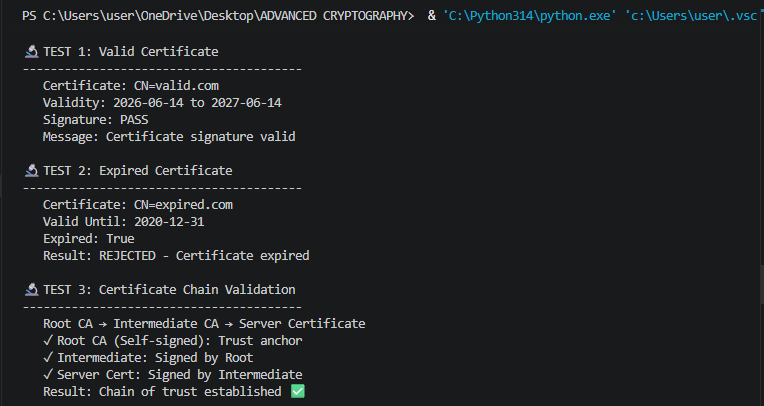 PS C:\Users\user\OneDrive\Desktop\ADVANCED CRYPTOGRAPHY>  & 'C:\Python314\python.exe' 'c:\Users\user\.vsc
🔬 TEST 1: Valid Certificate
----------------------------------------
Certificate: CN=valid.com
Validity: 2026-06-14 to 2027-06-14
Signature: PASS
Message: Certificate signature valid
🔬 TEST 2: Expired Certificate
----------------------------------------
Certificate: CN=expired.com
Valid Until: 2020-12-31
Expired: True
Result: REJECTED - Certificate expired
🔬 TEST 3: Certificate Chain Validation
----------------------------------------
Root CA → Intermediate CA → Server Certificate
✓ Root CA (Self-signed): Trust anchor
✓ Intermediate: Signed by Root
✓ Server Cert: Signed by Intermediate
Result: Chain of trust established ✅